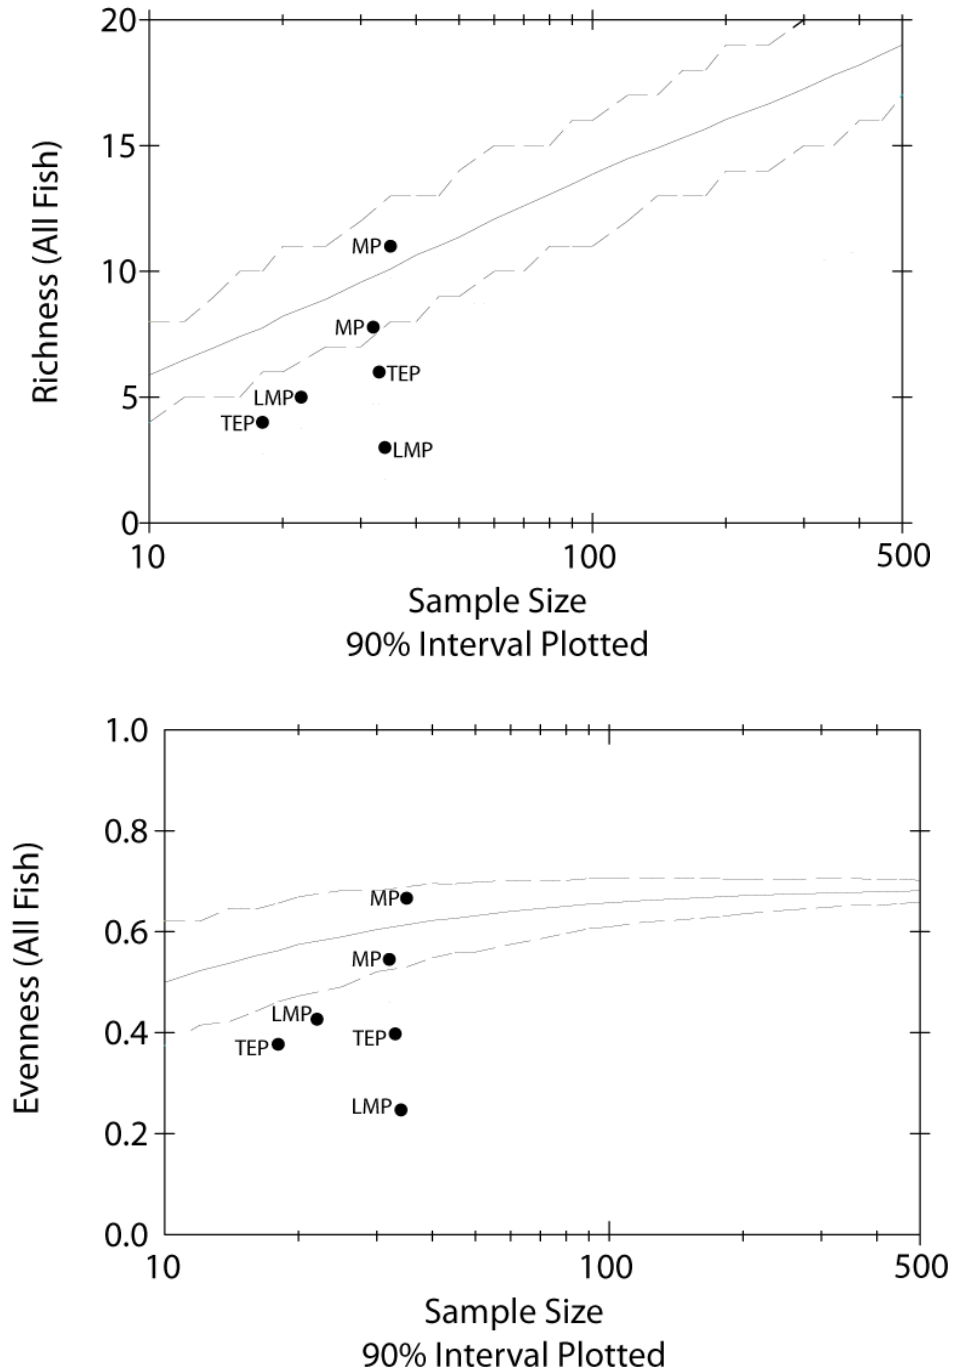 20
15
10
5
0
Richness (All Fish)
MP
MP
TEP
LMP
TEP
LMP
10
100
500
Sample Size
90% Interval Plotted
1.0
0.8
0.6
0.4
0.2
0.0
Evenness (All Fish)
MP
MP
LMP
TEP
TEP
LMP
10
100
500
Sample Size
90% Interval Plotted